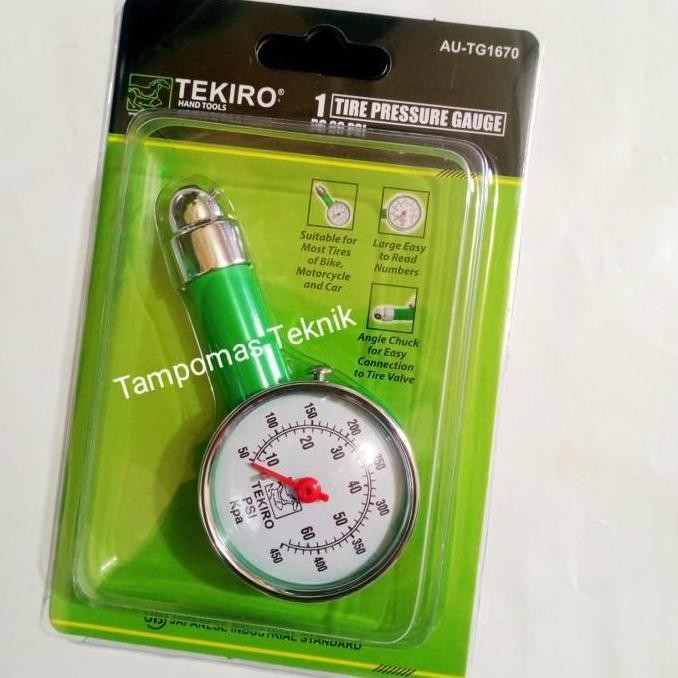 AU-TG1670
TEKIRO®
HAND TOOLS
1 TIRE PRESSURE GAUGE
Suitable for
Most Tires
of Bike,
Motorcycle
and Car
Large Easy
to Read
Numbers
Angle Chuck
for Easy
Connection
to Tire Valve
Tampomas Teknik
50 100 150 200 250 300 350 400 450
10 20 30 40 50 60
TEKIRO
PSI
Kpa
JAPANESE INDUSTRIAL STANDARD